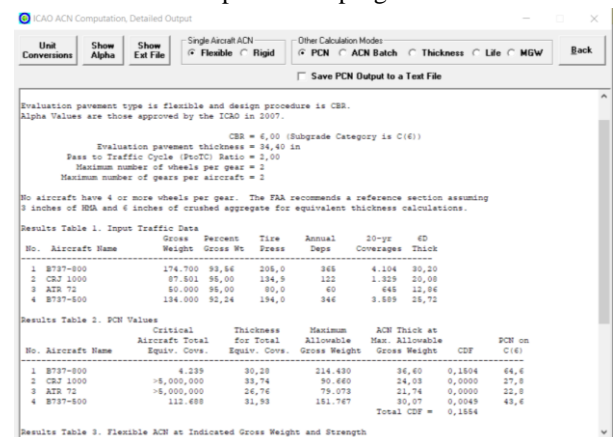 ICAO ACN Computation, Detailed Output
Unit Conversions
Show Alpha
Show Ext File
Single Aircraft ACN
Flexible Rigid
Other Calculation Modes
PCN ACN Batch Thickness Life MGW
Back
Save PCN Output to a Text File
Evaluation pavement type is flexible and design procedure is CBR.
Alpha Values are those approved by the ICAO in 2007.
CBR = 6,00 (Subgrade Category is C(6))
Evaluation pavement thickness = 34,40 in
Pass to Traffic Cycle (PtoTC) Ratio = 2,00
Maximum number of wheels per gear = 2
Maximum number of gears per aircraft = 2
No aircraft have 4 or more wheels per gear. The FAA recommends a reference section assuming
3 inches of HMA and 6 inches of crushed aggregate for equivalent thickness calculations.
Results Table 1. Input Traffic Data
Gross Percent Tire Annual 20-yr 6D
No. Aircraft Name Weight Gross Wt Press Deps Coverages Thick
1 B737-800 174.700 93,56 205,0 365 4.104 30,20
2 CRJ 1000 87.501 95,00 134,9 122 1.329 20,08
3 ATR 72 50.000 95,00 80,0 60 645 12,86
4 B737-500 134.000 92,24 194,0 346 3.589 25,72
Results Table 2. PCN Values
Critical Thickness Maximum ACN Thick at
Aircraft Total for Total Allowable Max. Allowable PCN on
No. Aircraft Name Equiv. Covs. Equiv. Covs. Gross Weight Gross Weight CDF C(6)
1 B737-800 4.239 30,28 214.430 36,60 0,1504 64,6
2 CRJ 1000 >5,000,000 33,74 90.660 24,03 0,0000 27,8
3 ATR 72 >5,000,000 26,76 79.073 21,74 0,0000 22,8
4 B737-500 112.688 31,93 151.767 30,07 0,0049 43,6
Total CDF = 0,1554
Results Table 3. Flexible ACN at Indicated Gross Weight and Strength